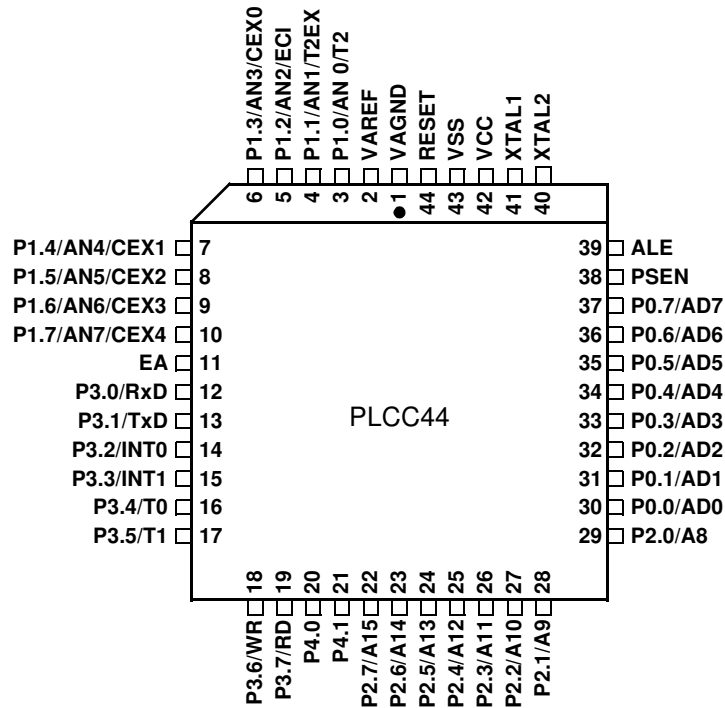 P1.3/AN3/CEX0
P1.2/AN2/ECI
P1.1/AN1/T2EX
P1.0/AN 0/T2
VAREF
VAGND
RESET
VSS
VCC
XTAL1
XTAL2
6 5 4 3 2 1 44 43 42 41 40
P1.4/AN4/CEX1 7 39 ALE
P1.5/AN5/CEX2 8 38 PSEN
P1.6/AN6/CEX3 9 37 P0.7/AD7
P1.7/AN7/CEX4 10 36 P0.6/AD6
EA 11 35 P0.5/AD5
P3.0/RxD 12 34 P0.4/AD4
P3.1/TxD 13 PLCC44 33 P0.3/AD3
P3.2/INT0 14 32 P0.2/AD2
P3.3/INT1 15 31 P0.1/AD1
P3.4/T0 16 30 P0.0/AD0
P3.5/T1 17 29 P2.0/A8
18 19 20 21 22 23 24 25 26 27 28
P3.6/WR
P3.7/RD
P4.0
P4.1
P2.7/A15
P2.6/A14
P2.5/A13
P2.4/A12
P2.3/A11
P2.2/A10
P2.1/A9